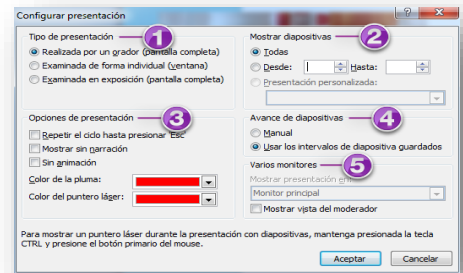 Configurar presentación
Tipo de presentación
1
Realizada por un grador (pantalla completa)
Examinada de forma individual (ventana)
Examinada en exposición (pantalla completa)
Mostrar diapositivas
2
Todas
Desde: Hasta:
Presentación personalizada:
Opciones de presentación
3
Repetir el ciclo hasta presionar 'Esc'
Mostrar sin narración
Sin animación
Color de la pluma:
Color del puntero láser:
Avance de diapositivas
4
Manual
Usar los intervalos de diapositiva guardados
Varios monitores
5
Mostrar presentación
Monitor principal
Mostrar vista del moderador
Para mostrar un puntero láser durante la presentación con diapositivas, mantenga presionada la tecla
CTRL y presione el botón primario del mouse.
Aceptar Cancelar